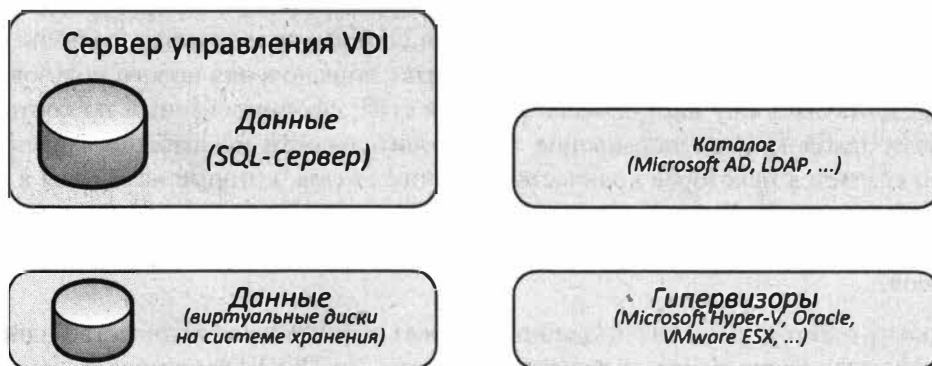 Сервер управления VDI
Данные
(SQL-сервер)
Каталог
(Microsoft AD, LDAP, ...)
Данные
(виртуальные диски
на системе хранения)
Гипервизоры
(Microsoft Hyper-V, Oracle,
VMware ESX, ...)